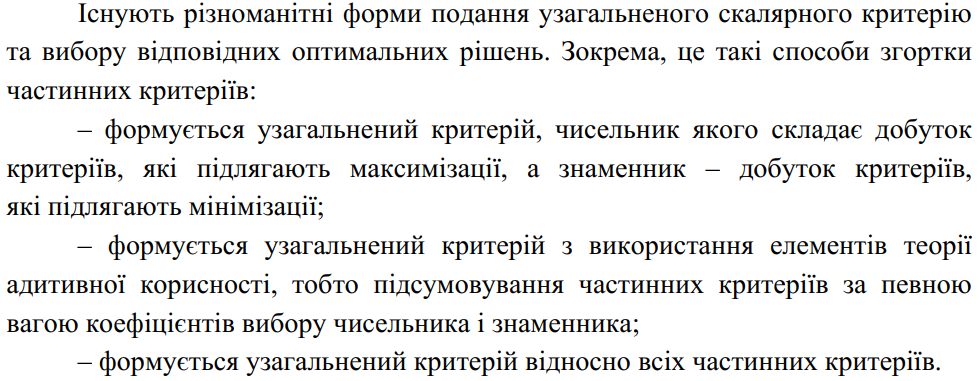 Існують різноманітні форми подання узагальненого скалярного критерію
та вибору відповідних оптимальних рішень. Зокрема, це такі способи згортки
частинних критеріїв:
– формується узагальнений критерій, чисельник якого складає добуток
критеріїв, які підлягають максимізації, а знаменник – добуток критеріїв,
які підлягають мінімізації;
– формується узагальнений критерій з використання елементів теорії
адитивної корисності, тобто підсумовування частинних критеріїв за певною
вагою коефіцієнтів вибору чисельника і знаменника;
– формується узагальнений критерій відносно всіх частинних критеріїв.